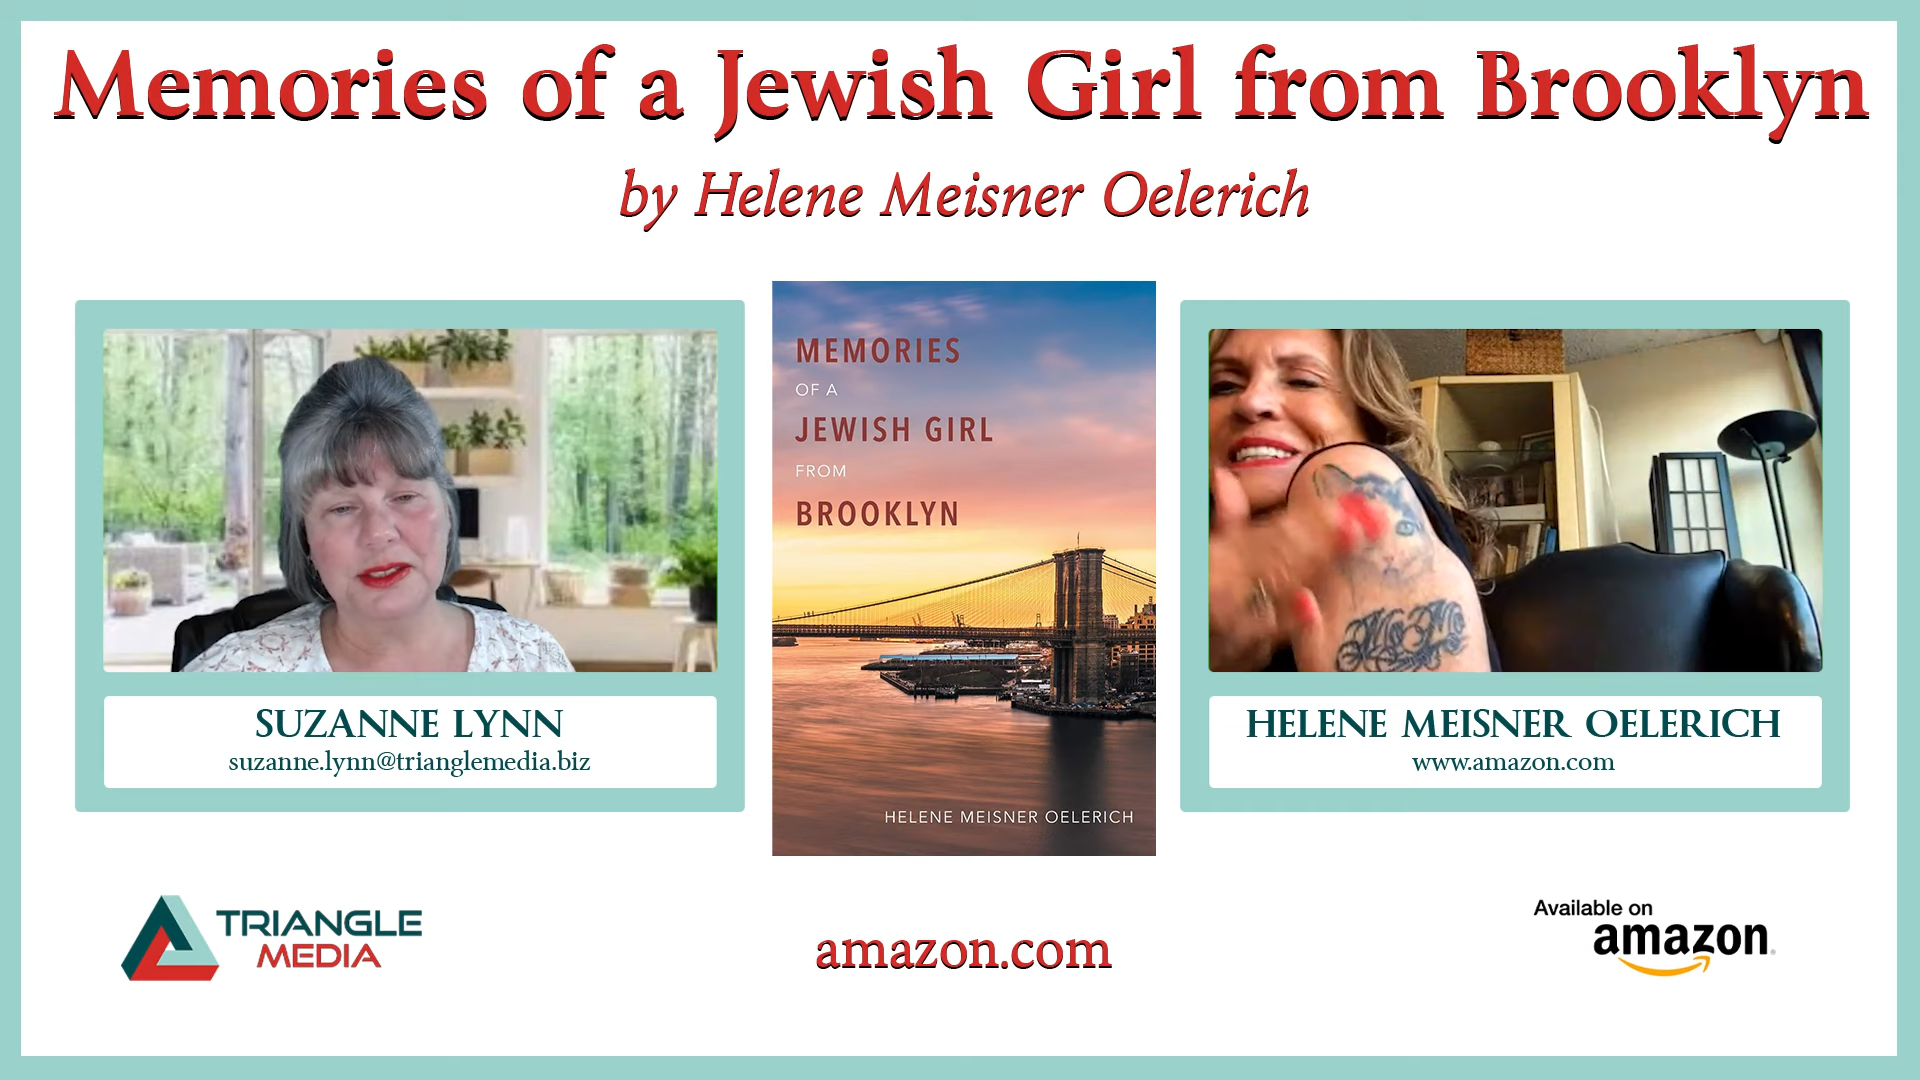 Memories of a Jewish Girl from Brooklyn
by Helene Meisner Oelerich
MEMORIES
OF A
JEWISH GIRL
FROM
BROOKLYN
HELENE MEISNER OELERICH
SUZANNE LYNN
suzanne.lynn@trianglemedia.biz
HELENE MEISNER OELERICH
www.amazon.com
TRIANGLE
MEDIA
amazon.com
Available on
amazon